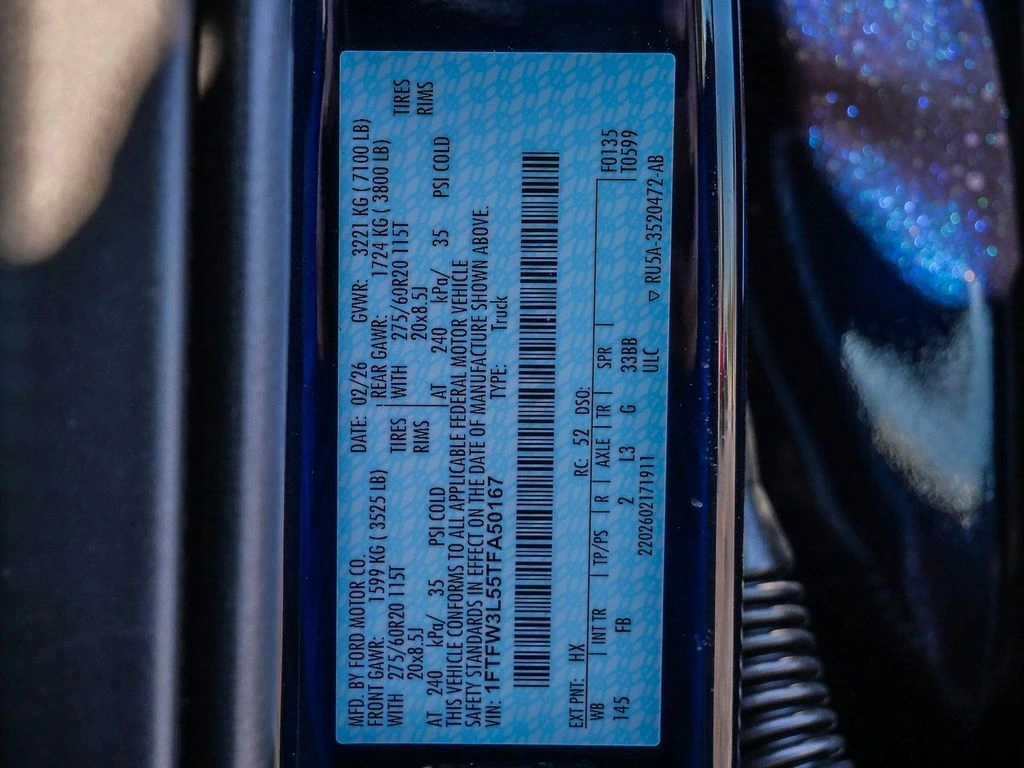 MFD. BY FORD MOTOR CO. DATE: 02/26 GVWR: 3221 KG ( 7100 LB)
FRONT GAWR: 1599 KG ( 3525 LB) REAR GAWR: 1724 KG ( 3800 LB)
WITH 275/60R20 115T TIRES WITH 275/60R20 115T TIRES
20x8.5J RIMS 20x8.5J RIMS
AT 240 kPa/ 35 PSI COLD AT 240 kPa/ 35 PSI COLD
THIS VEHICLE CONFORMS TO ALL APPLICABLE FEDERAL MOTOR VEHICLE
SAFETY STANDARDS IN EFFECT ON THE DATE OF MANUFACTURE SHOWN ABOVE.
VIN: 1FTFW3L55TFA50167 TYPE: Truck
EXT PNT: HX RC: 52 DSO: F0135
WB | INT TR | TP/PS | R | AXLE | TR | SPR | T0599
145 FB 2 L3 G 33BB
2202602171911 ULC ▽ RU5A-3520472-AB